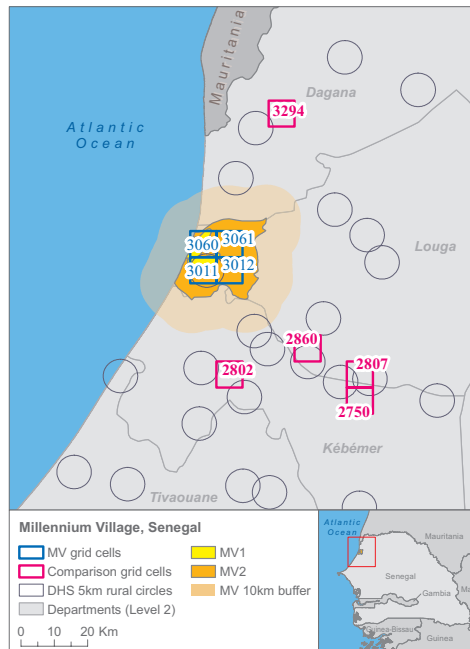 Mauritania
Dagana
3294
Atlantic
Ocean
3060
3061
Louga
3011
3012
2860
2802
2807
2750
Kébémer
Tivaouane
Millennium Village, Senegal
MV grid cells
MV1
Comparison grid cells
MV2
DHS 5km rural circles
MV 10km buffer
Departments (Level 2)
0 10 20 Km
Atlantic
Ocean
Mauritania
Senegal
Gambia
Ma
Guinea-Bissau
Guinea